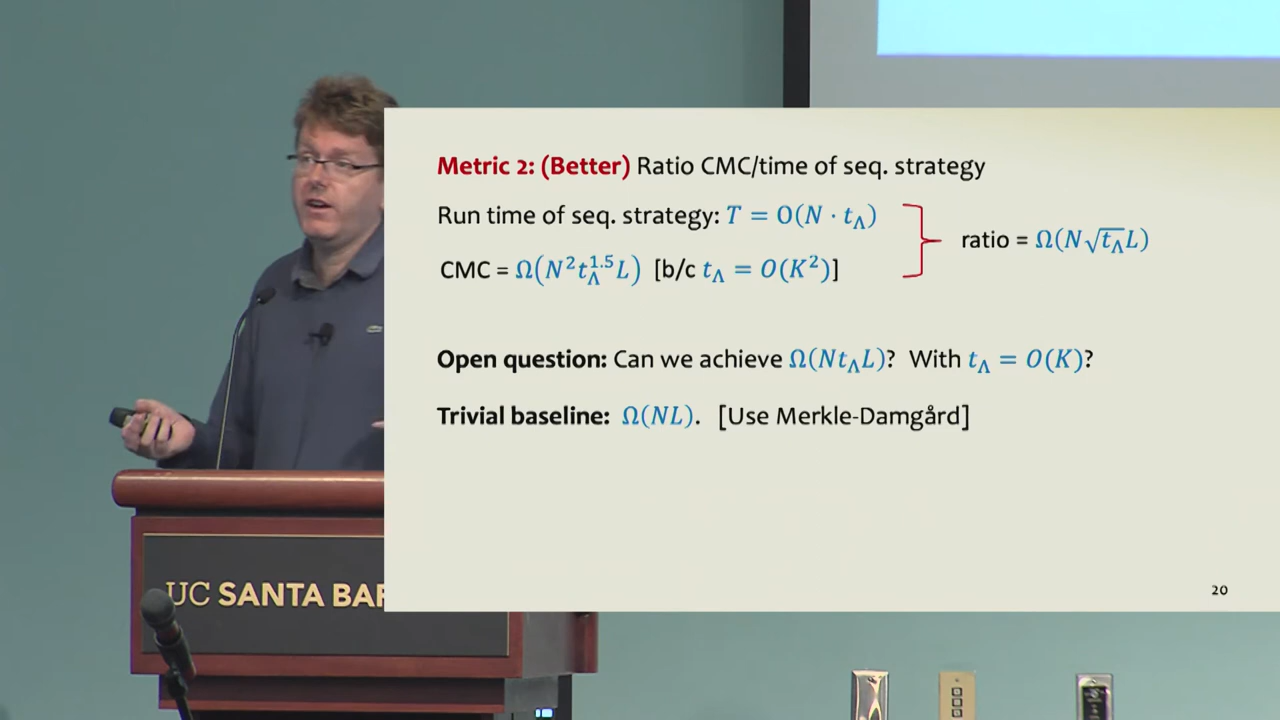 Metric 2: (Better) Ratio CMC/time of seq. strategy
Run time of seq. strategy: T = O(N · t_Λ)
ratio = Ω(N√t_Λ L)
CMC = Ω(N²t_Λ^1.5 L) [b/c t_Λ = O(K²)]
Open question: Can we achieve Ω(Nt_ΛL)? With t_Λ = O(K)?
Trivial baseline: Ω(NL). [Use Merkle-Damgård]
20
UC SANTA BAR